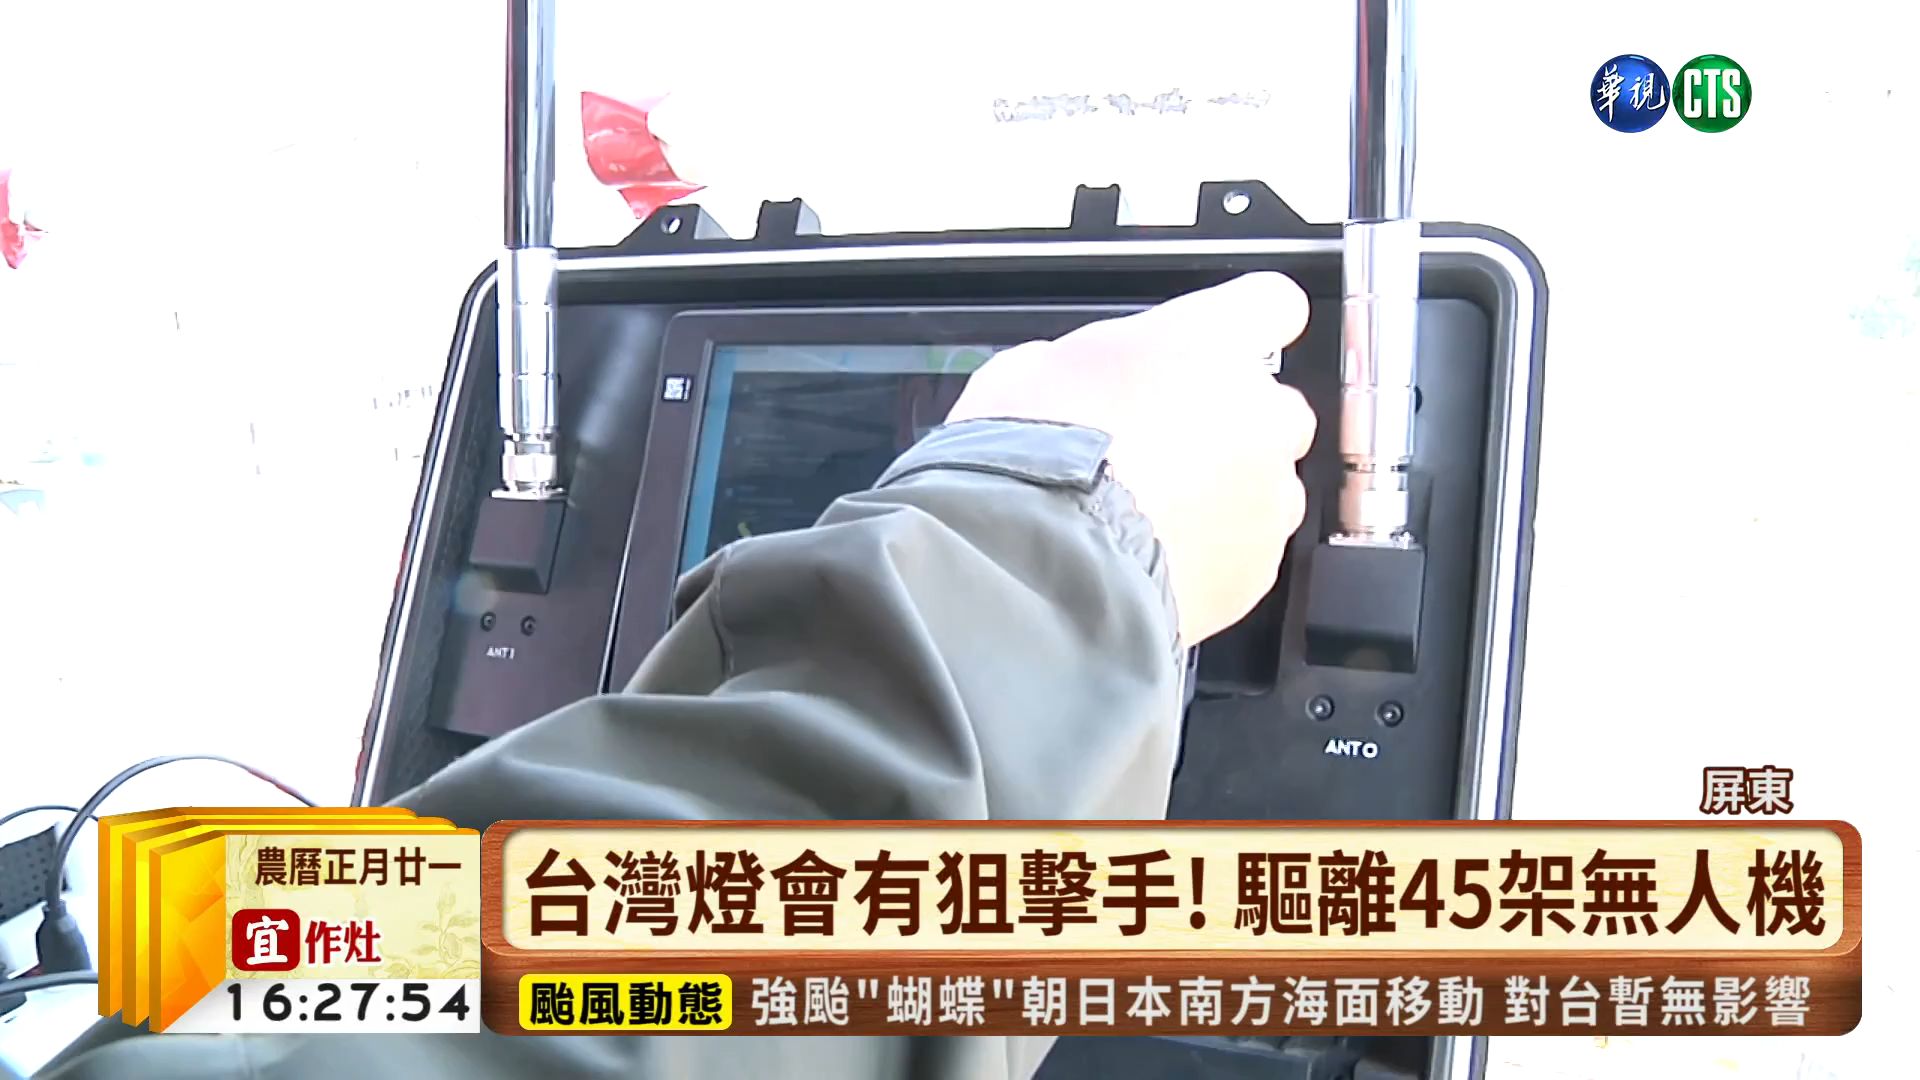 華視 CTS
ANT1
ANT0
屏東
農曆正月廿一
宜 作灶
16:27:54
台灣燈會有狙擊手! 驅離45架無人機
颱風動態 強颱"蝴蝶"朝日本南方海面移動 對台暫無影響